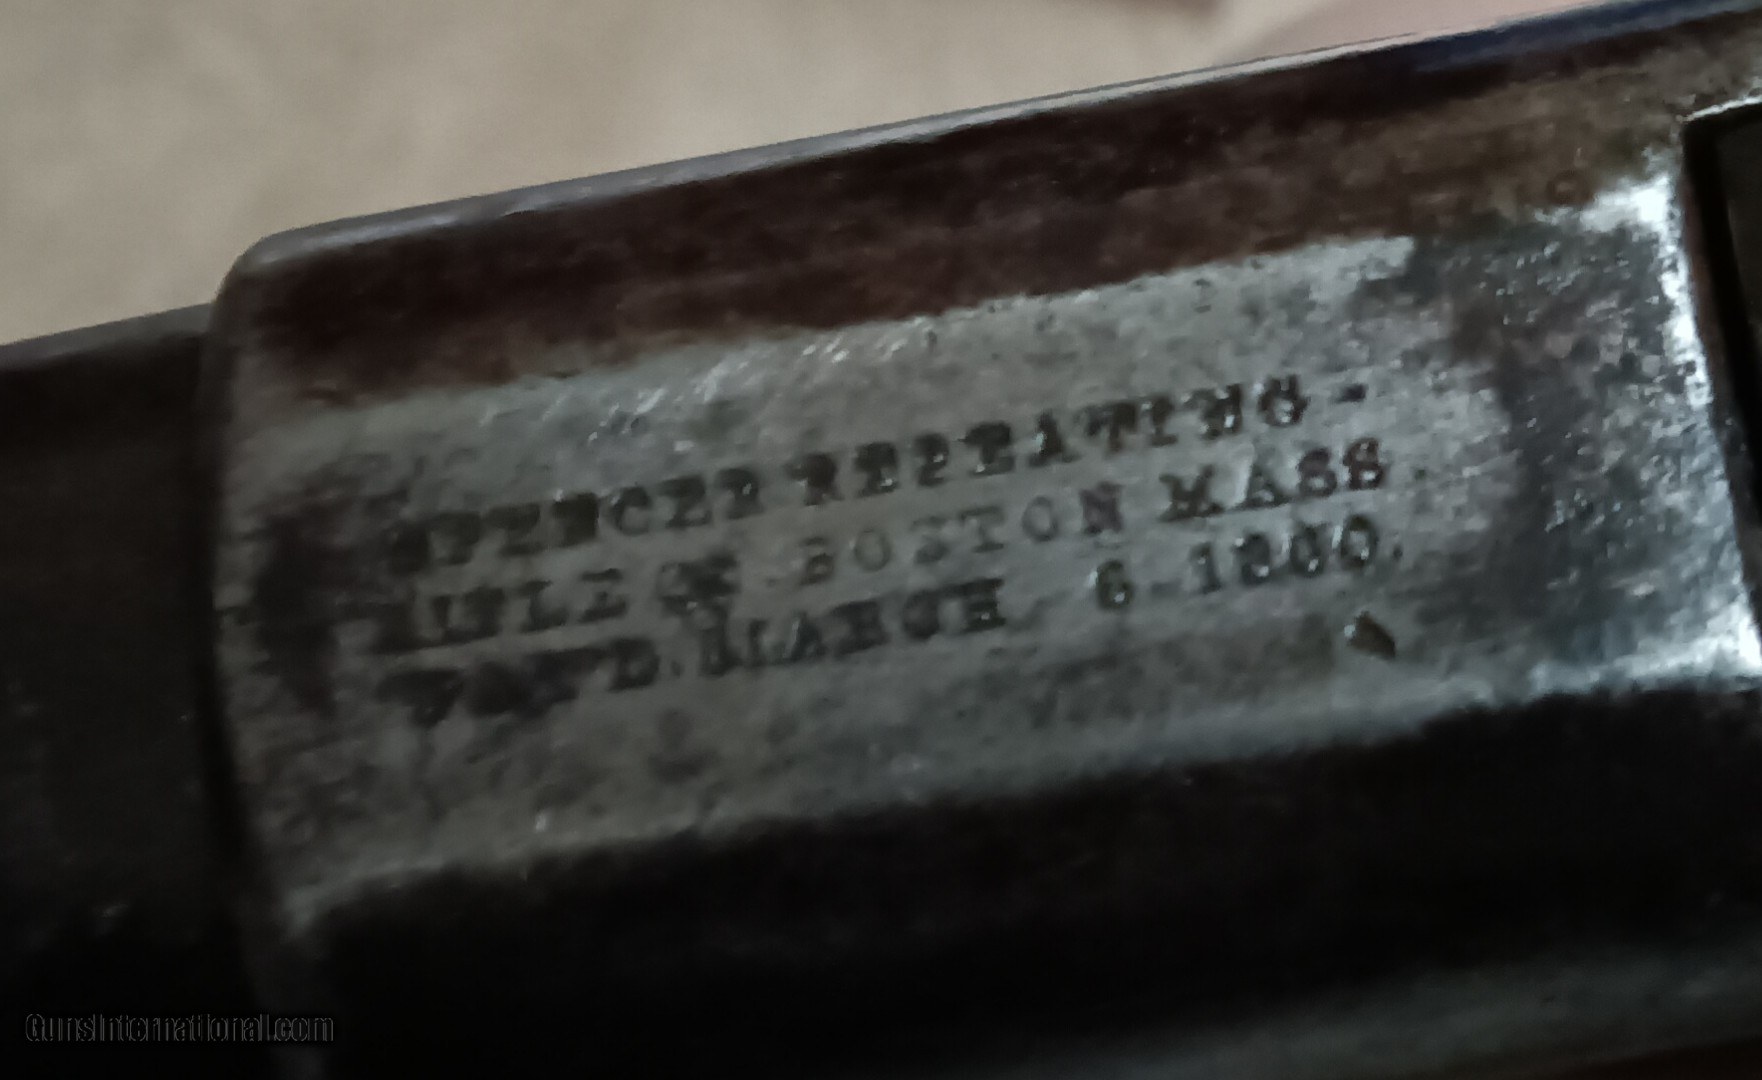 SPENCER REPEATING-
RIFLE CO. BOSTON MASS.
PAT'D. MARCH 6. 1860.
GunsInternational.com